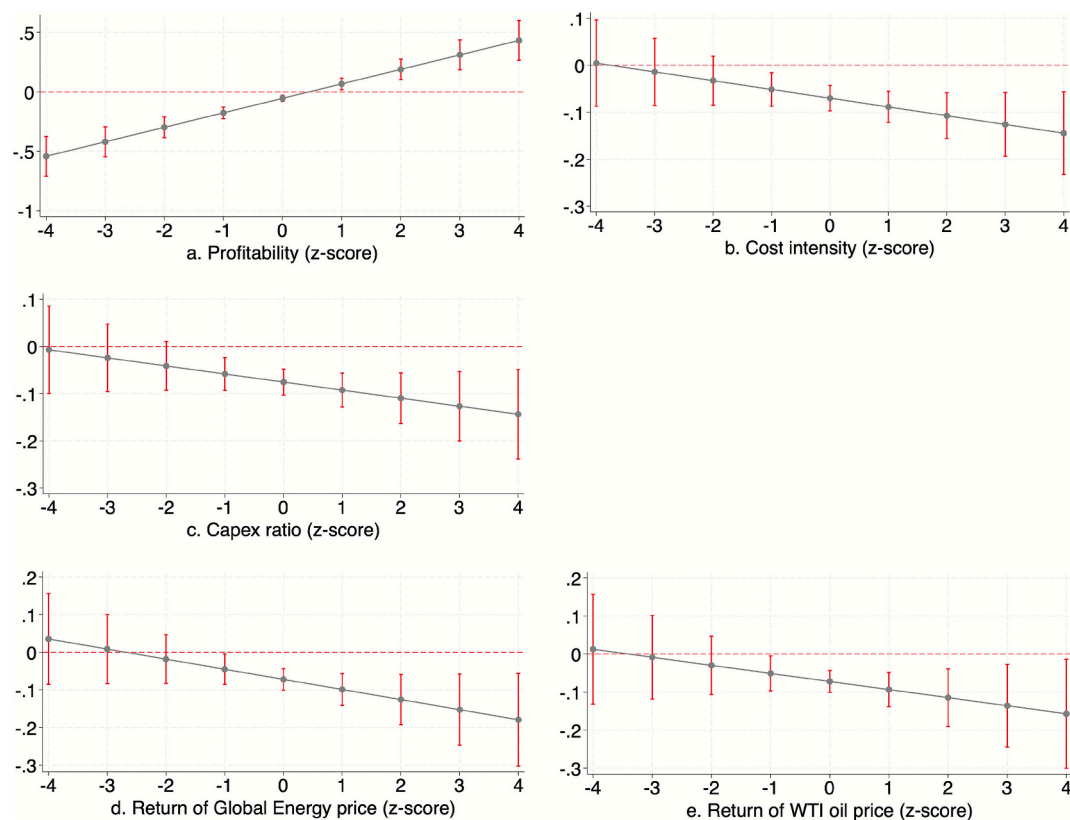 .5
0
-.5
-1
-4 -3 -2 -1 0 1 2 3 4
a. Profitability (z-score)
.1
0
-.1
-.2
-.3
-4 -3 -2 -1 0 1 2 3 4
b. Cost intensity (z-score)
.1
0
-.1
-.2
-.3
-4 -3 -2 -1 0 1 2 3 4
c. Capex ratio (z-score)
.2
.1
0
-.1
-.2
-.3
-4 -3 -2 -1 0 1 2 3 4
d. Return of Global Energy price (z-score)
.2
.1
0
-.1
-.2
-.3
-4 -3 -2 -1 0 1 2 3 4
e. Return of WTI oil price (z-score)